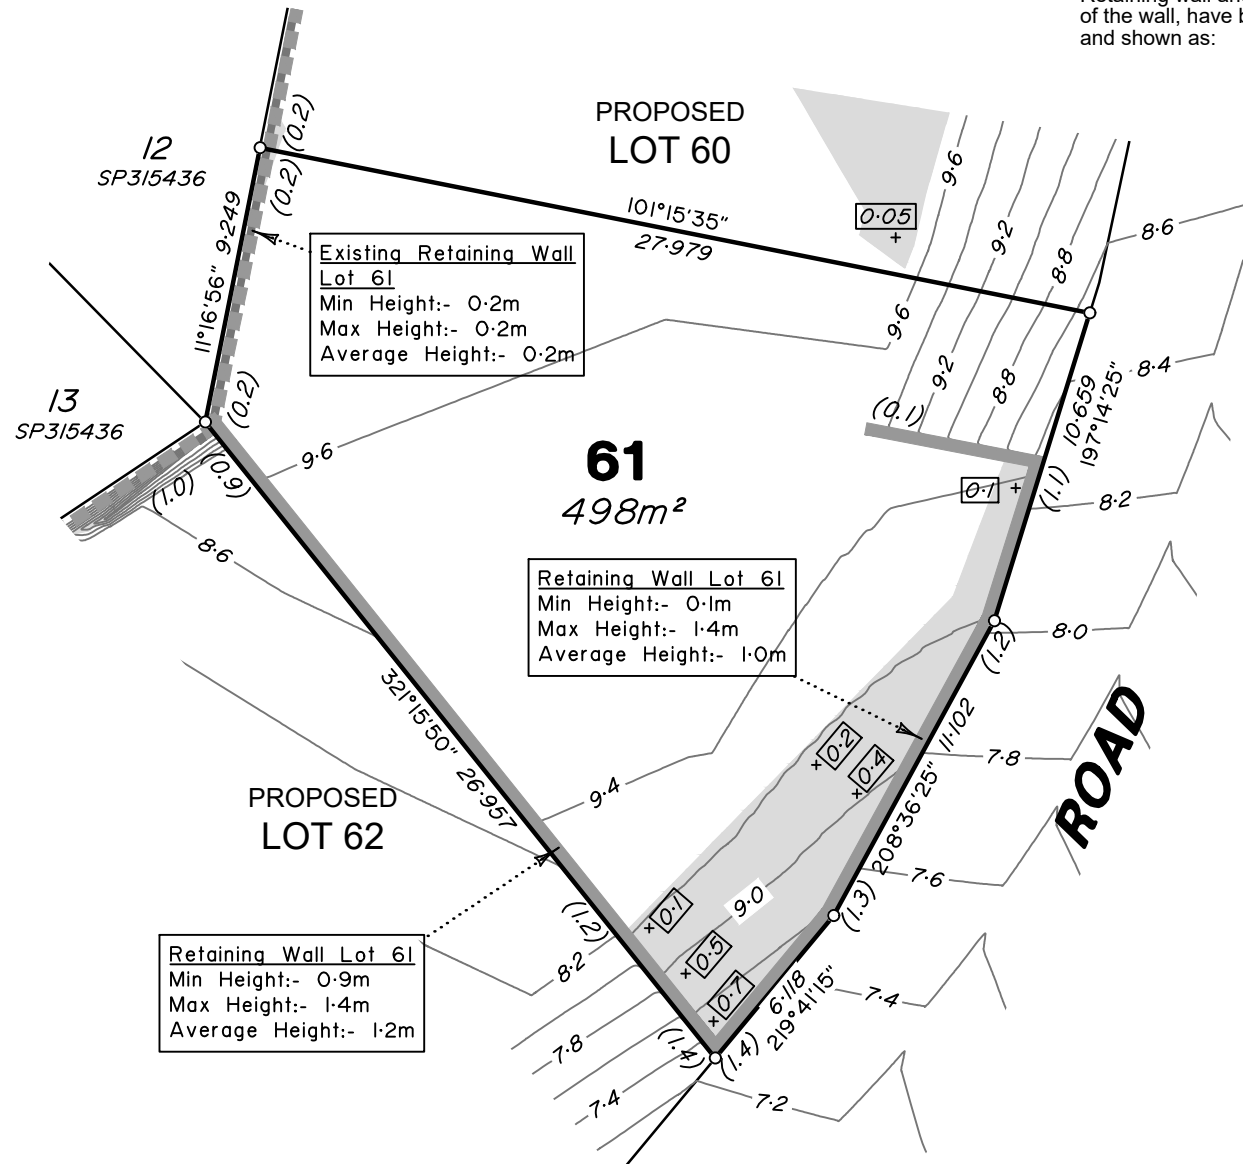 of the wall, have b
and shown as:
PROPOSED
LOT 60
12
SP315436
(0.2)
(0.2)
11°16'56" 9·249
101°15'35"
27·979
0·05
9·6
9·2
8·8
8·6
Existing Retaining Wall
Lot 61
Min Height:- 0·2m
Max Height:- 0·2m
Average Height:- 0·2m
9·6
9·2
8·8
8·4
10·659
197°14'25"
13
SP315436
(0.2)
(0.1)
9·6
(0.9)
(1.0)
61
498m²
0·1
(1.1)
8·2
8·6
Retaining Wall Lot 61
Min Height:- 0·1m
Max Height:- 1·4m
Average Height:- 1·0m
(1.2)
8·0
321°15'50" 26·957
0·2
0·4
11·102
208°36'25"
7·8
ROAD
9·4
PROPOSED
LOT 62
7·6
0·1
9·0
(1.3)
(1.2)
0·5
8·2
0·7
6·118
219°41'15"
7·4
Retaining Wall Lot 61
Min Height:- 0·9m
Max Height:- 1·4m
Average Height:- 1·2m
7·8
(1.4)
(1.4)
7·4
7·2